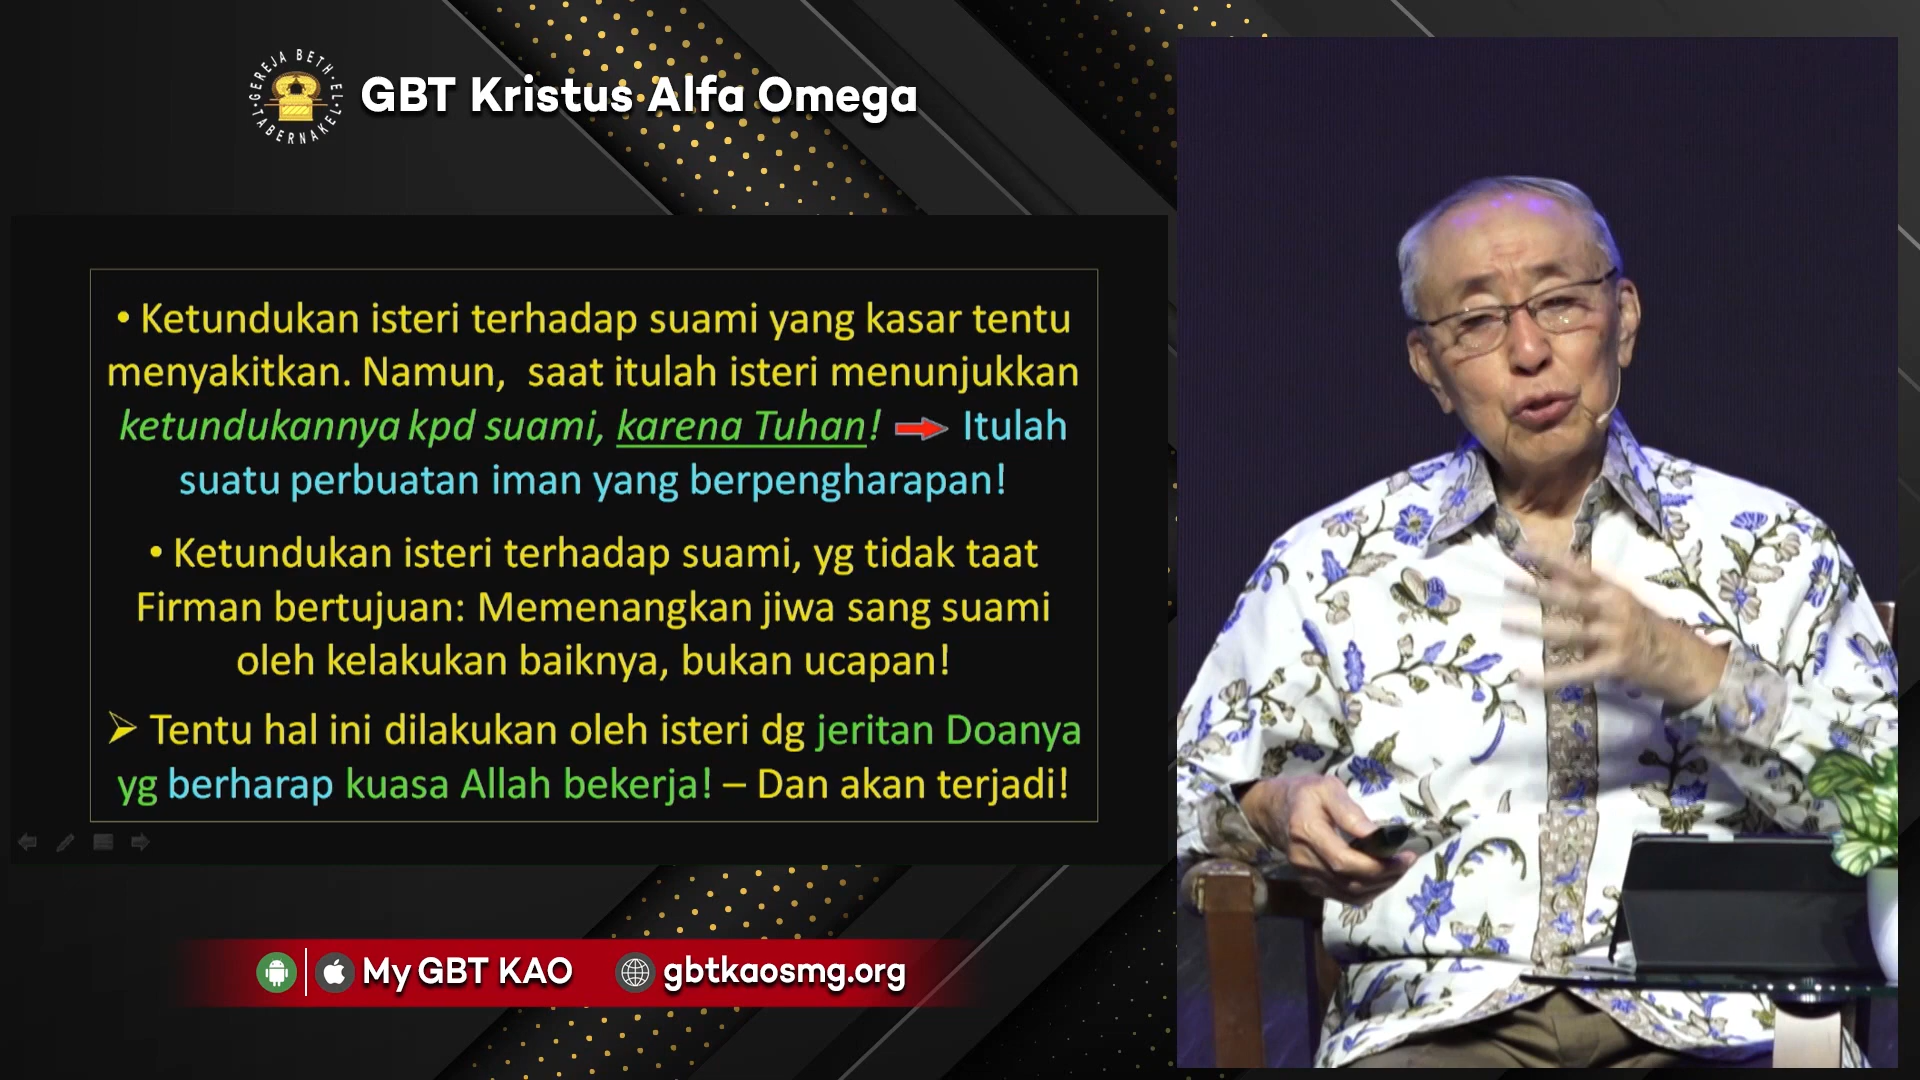 GEREJA BETH-EL TABERNAKEL
GBT Kristus Alfa Omega
• Ketundukan isteri terhadap suami yang kasar tentu
menyakitkan. Namun, saat itulah isteri menunjukkan
ketundukannya kpd suami, karena Tuhan! Itulah
suatu perbuatan iman yang berpengharapan!
• Ketundukan isteri terhadap suami, yg tidak taat
Firman bertujuan: Memenangkan jiwa sang suami
oleh kelakukan baiknya, bukan ucapan!
➢ Tentu hal ini dilakukan oleh isteri dg jeritan Doanya
yg berharap kuasa Allah bekerja! – Dan akan terjadi!
My GBT KAO
gbtkaosmg.org